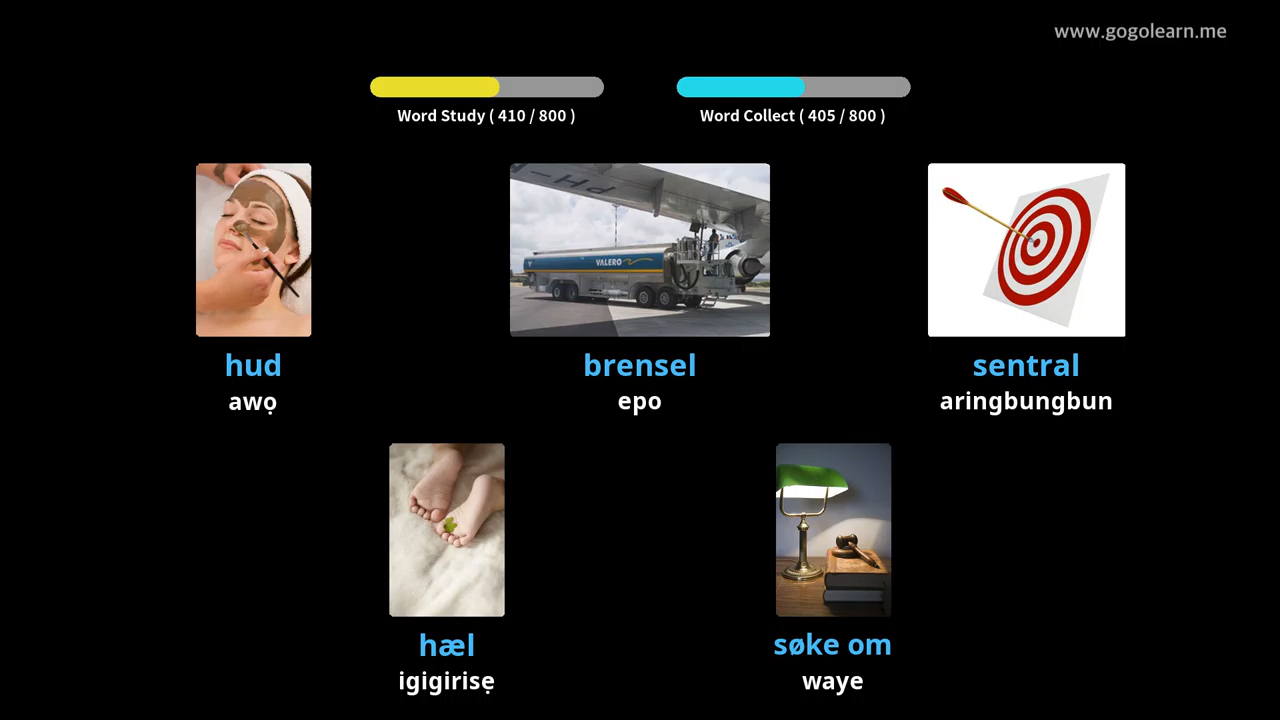 www.gogolearn.me
Word Study ( 410 / 800 )
Word Collect ( 405 / 800 )
VALERO
hud
awọ
brensel
epo
sentral
aringbungbun
hæl
igigirisẹ
søke om
waye